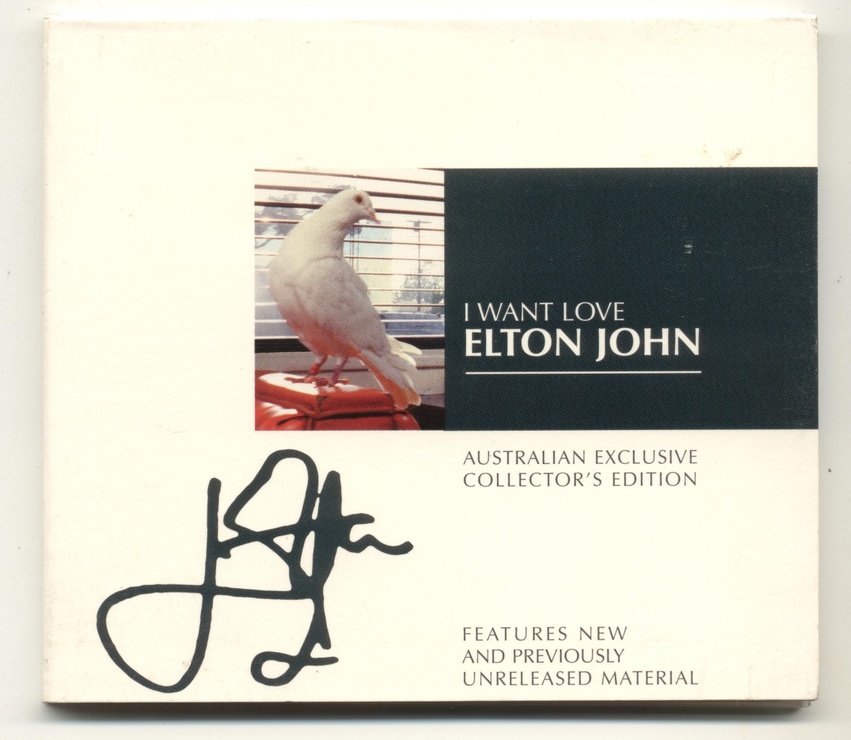 I WANT LOVE
ELTON JOHN
AUSTRALIAN EXCLUSIVE
COLLECTOR'S EDITION
FEATURES NEW
AND PREVIOUSLY
UNRELEASED MATERIAL